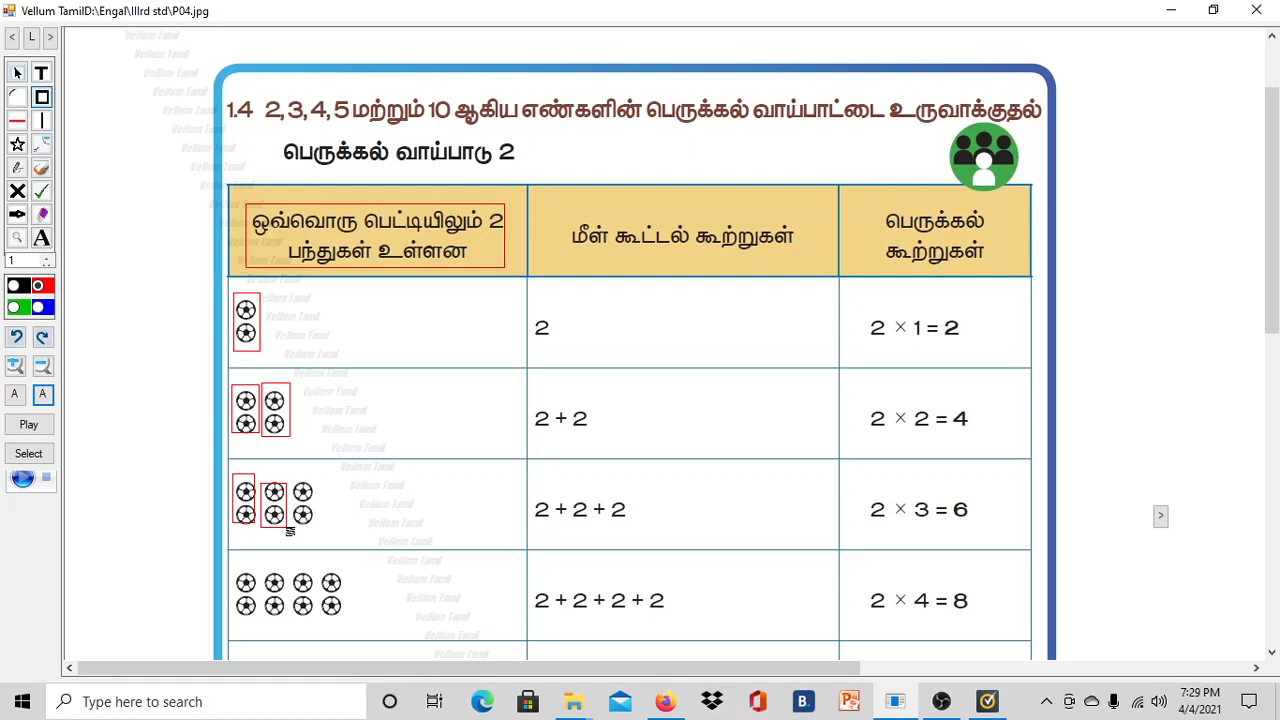 Vellum TamilD:\Engal\IIIrd std\P04.jpg
< L >
T
A
1
A A
Play
Select
Vellum Tamil
1.4 2, 3, 4, 5 மற்றும் 10 ஆகிய எண்களின் பெருக்கல் வாய்பாட்டை உருவாக்குதல்
பெருக்கல் வாய்பாடு 2
ஒவ்வொரு பெட்டியிலும் 2
பந்துகள் உள்ளன
மீள் கூட்டல் கூற்றுகள்
பெருக்கல்
கூற்றுகள்
2
2 × 1 = 2
2 + 2
2 × 2 = 4
2 + 2 + 2
2 × 3 = 6
2 + 2 + 2 + 2
2 × 4 = 8
Type here to search
7:29 PM
4/4/2021